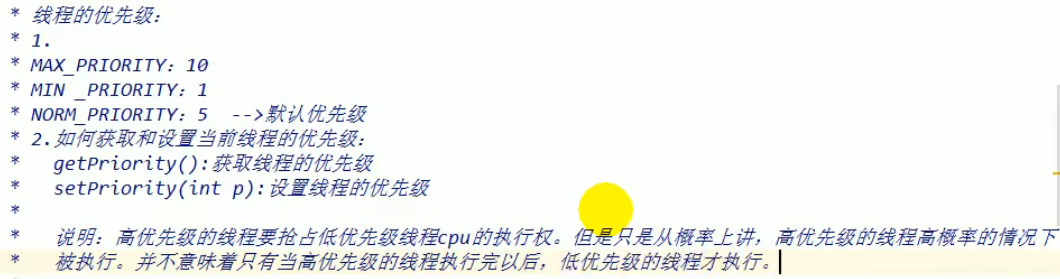 * 线程的优先级：
* 1.
* MAX_PRIORITY：10
* MIN _PRIORITY：1
* NORM_PRIORITY：5 -->默认优先级
* 2.如何获取和设置当前线程的优先级：
* getPriority():获取线程的优先级
* setPriority(int p):设置线程的优先级
*
* 说明：高优先级的线程要抢占低优先级线程cpu的执行权。但是只是从概率上讲，高优先级的线程高概率的情况下
* 被执行。并不意味着只有当高优先级的线程执行完以后，低优先级的线程才执行。